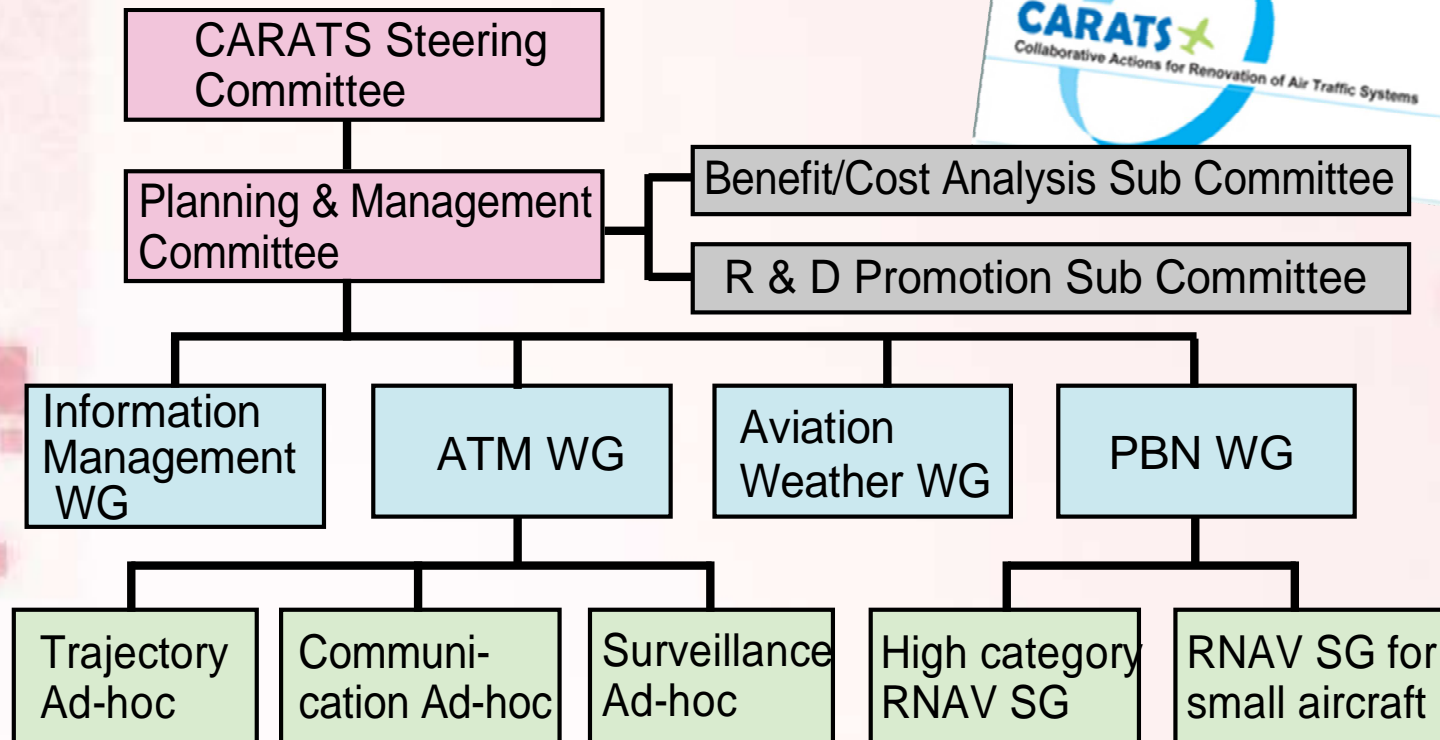 CARATS Steering
Committee
CARATS
Collaborative Actions for Renovation of Air Traffic Systems
Planning & Management
Committee
Benefit/Cost Analysis Sub Committee
R & D Promotion Sub Committee
Information
Management
WG
ATM WG
Aviation
Weather WG
PBN WG
Trajectory
Ad-hoc
Communi-
cation Ad-hoc
Surveillance
Ad-hoc
High category
RNAV SG
RNAV SG for
small aircraft